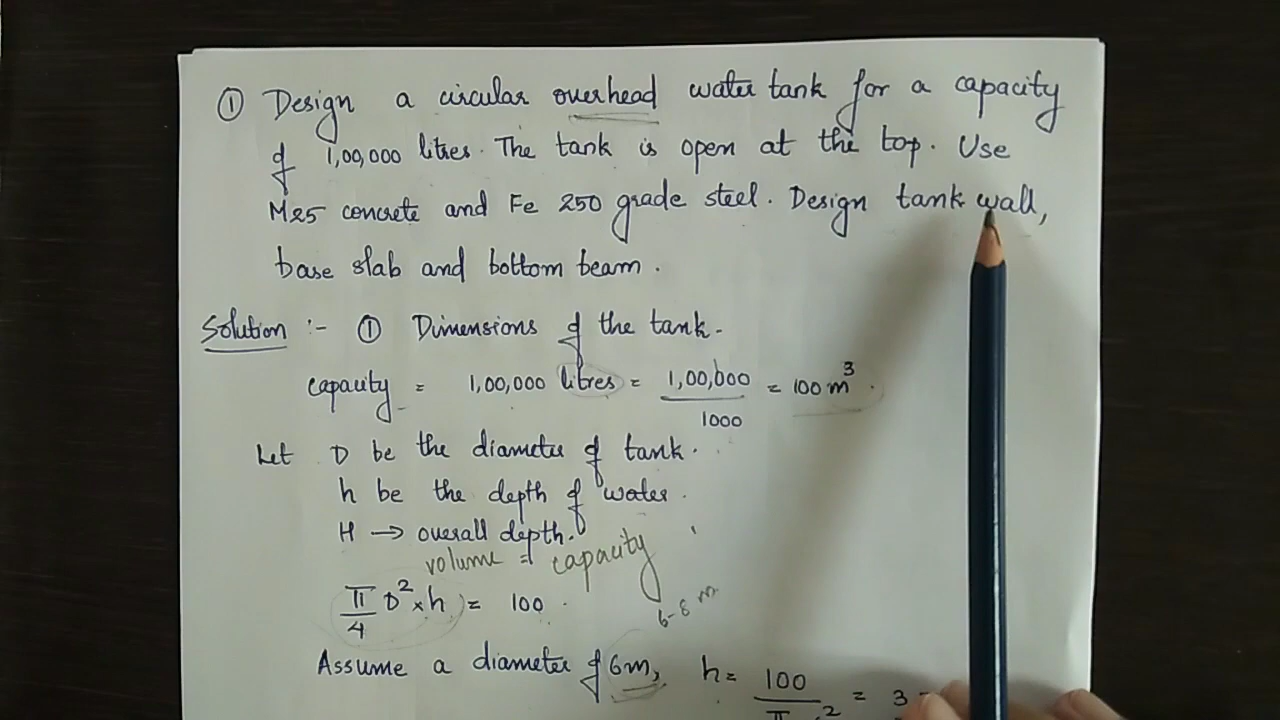 ① Design a circular overhead water tank for a capacity
of 1,00,000 litres. The tank is open at the top. Use
M25 concrete and Fe 250 grade steel. Design tank wall,
base slab and bottom beam.
Solution :- ① Dimensions of the tank.
capacity = 1,00,000 litres = 1,00,000 / 1000 = 100 m³.
Let D be the diameter of tank.
h be the depth of water.
H → overall depth.
volume = capacity
π/4 D² × h = 100.
6-8 m
Assume a diameter of 6m, h = 100 / π ² = 3